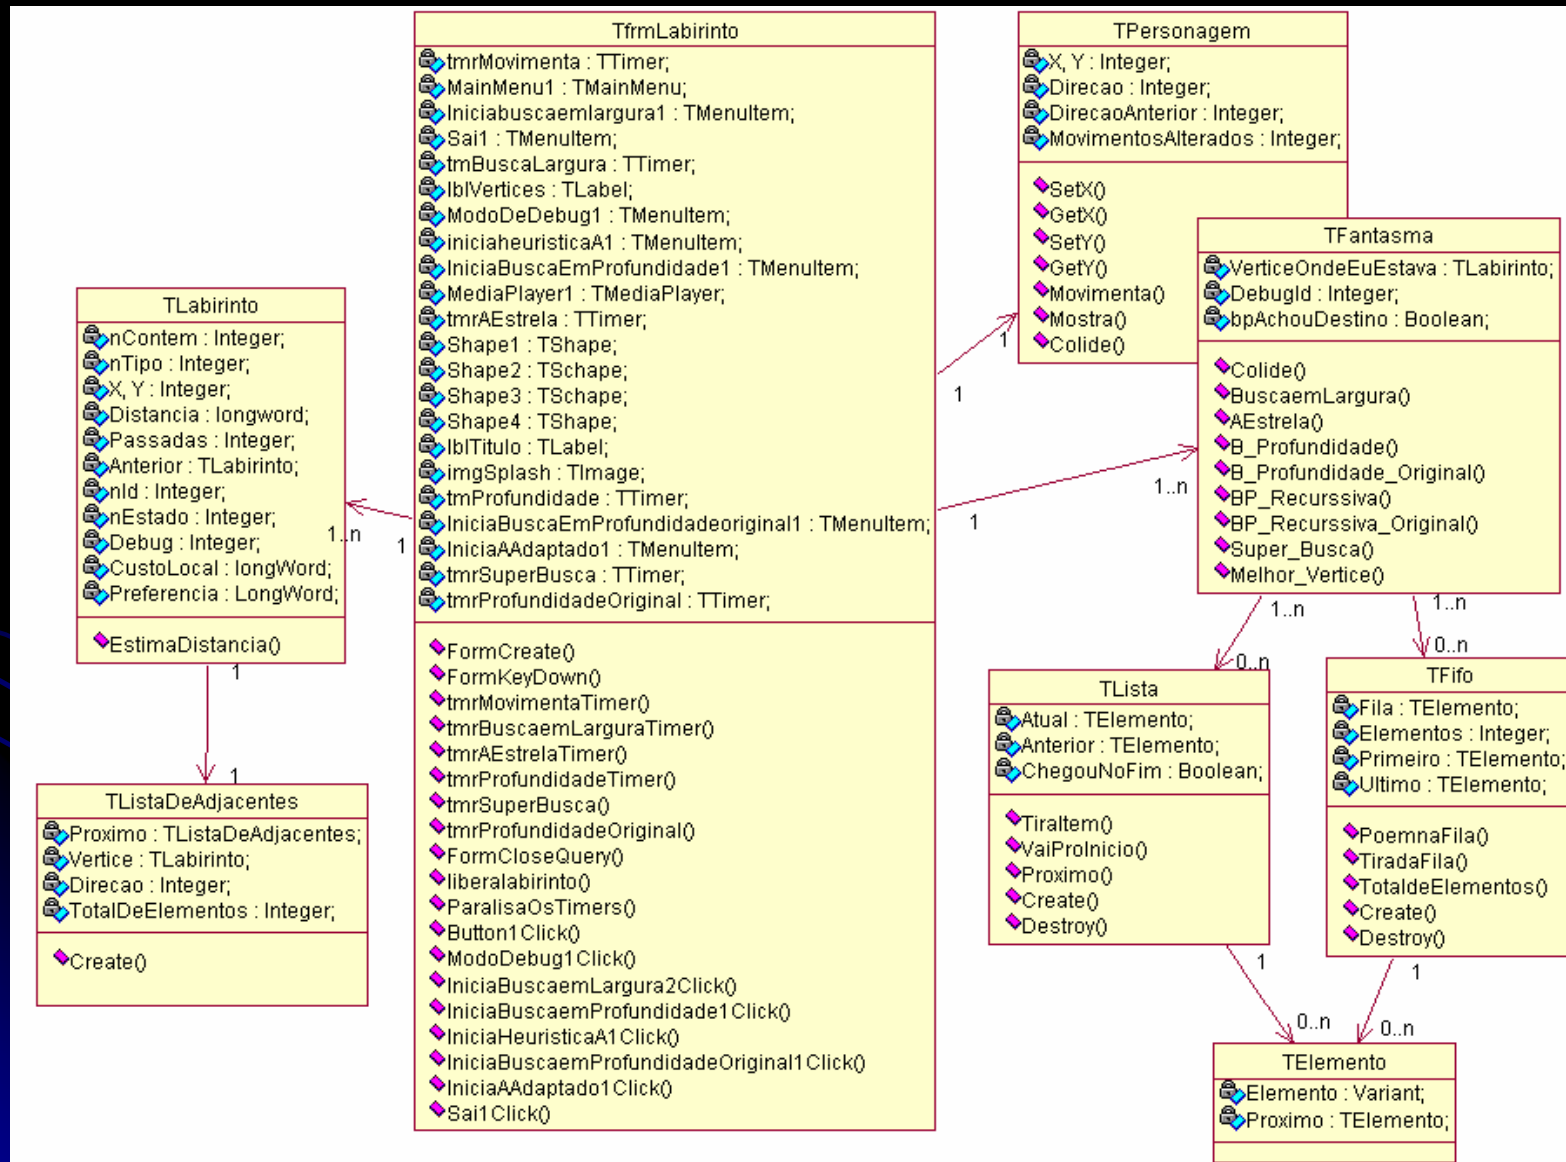 TfrmLabirinto
tmrMovimenta : TTimer;
MainMenu1 : TMainMenu;
Iniciabuscaemlargura1 : TMenuItem;
Sai1 : TMenuItem;
tmBuscaLargura : TTimer;
lblVertices : TLabel;
ModoDeDebug1 : TMenuItem;
iniciaheuristicaA1 : TMenuItem;
IniciaBuscaEmProfundidade1 : TMenuItem;
MediaPlayer1 : TMediaPlayer;
tmrAEstrela : TTimer;
Shape1 : TShape;
Shape2 : TSchape;
Shape3 : TSchape;
Shape4 : TShape;
lblTitulo : TLabel;
imgSplash : TImage;
tmProfundidade : TTimer;
IniciaBuscaEmProfundidadeoriginal1 : TMenuItem;
IniciaAAdaptado1 : TMenuItem;
tmrSuperBusca : TTimer;
tmrProfundidadeOriginal : TTimer;
FormCreate()
FormKeyDown()
tmrMovimentaTimer()
tmrBuscaemLarguraTimer()
tmrAEstrelaTimer()
tmrProfundidadeTimer()
tmrSuperBusca()
tmrProfundidadeOriginal()
FormCloseQuery()
liberalabirinto()
ParalisaOsTimers()
Button1Click()
ModoDebug1Click()
IniciaBuscaemLargura2Click()
IniciaBuscaemProfundidade1Click()
IniciaHeuristicaA1Click()
IniciaBuscaemProfundidadeOriginal1Click()
IniciaAAdaptado1Click()
Sai1Click()
TPersonagem
X, Y : Integer;
Direcao : Integer;
DirecaoAnterior : Integer;
MovimentosAlterados : Integer;
SetX()
GetX()
SetY()
GetY()
Movimenta()
Mostra()
Colide()
TFantasma
VerticeOndeEuEstava : TLabirinto;
DebugId : Integer;
bpAchouDestino : Boolean;
Colide()
BuscaemLargura()
AEstrela()
B_Profundidade()
B_Profundidade_Original()
BP_Recurssiva()
BP_Recurssiva_Original()
Super_Busca()
Melhor_Vertice()
TLabirinto
nContem : Integer;
nTipo : Integer;
X, Y : Integer;
Distancia : longword;
Passadas : Integer;
Anterior : TLabirinto;
nId : Integer;
nEstado : Integer;
Debug : Integer;
CustoLocal : longWord;
Preferencia : LongWord;
EstimaDistancia()
1
1
1
1..n
1..n
1
1
1
1..n
1..n
0..n
0..n
TListaDeAdjacentes
Proximo : TListaDeAdjacentes;
Vertice : TLabirinto;
Direcao : Integer;
TotalDeElementos : Integer;
Create()
TLista
Atual : TElemento;
Anterior : TElemento;
ChegouNoFim : Boolean;
TiraItem()
VaiProInicio()
Proximo()
Create()
Destroy()
TFifo
Fila : TElemento;
Elementos : Integer;
Primeiro : TElemento;
Ultimo : TElemento;
PoemnaFila()
TiradaFila()
TotaldeElementos()
Create()
Destroy()
1
1
0..n
0..n
TElemento
Elemento : Variant;
Proximo : TElemento;